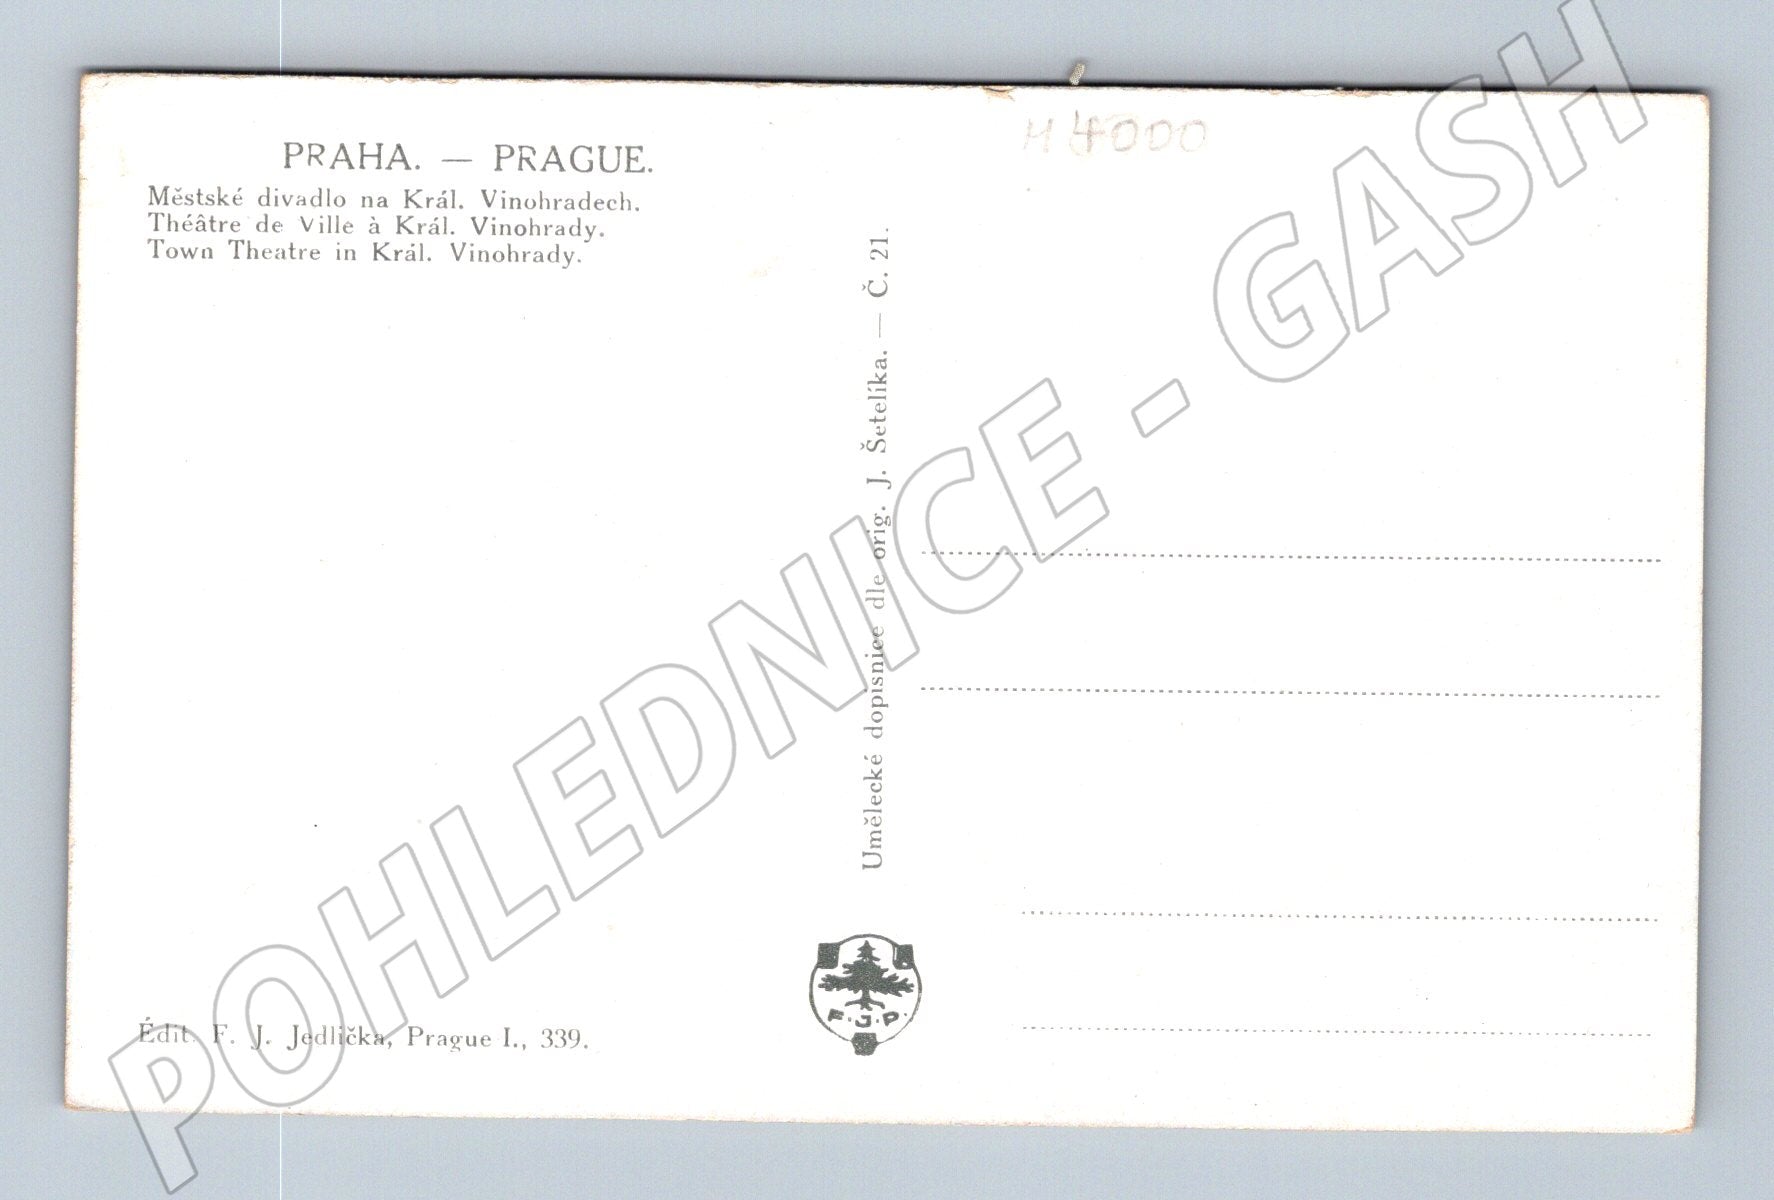 PRAHA. — PRAGUE.
Městské divadlo na Král. Vinohradech.
Théâtre de Ville à Král. Vinohrady.
Town Theatre in Král. Vinohrady.
4000
Umělecké dopisnice dle orig. J. Šetelíka. — Č. 21.
F. J. P.
Édit. F. J. Jedlička, Prague I., 339.
POHLEDNICE - GASH